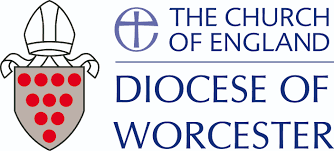 THE CHURCH
OF ENGLAND
DIOCESE OF
WORCESTER